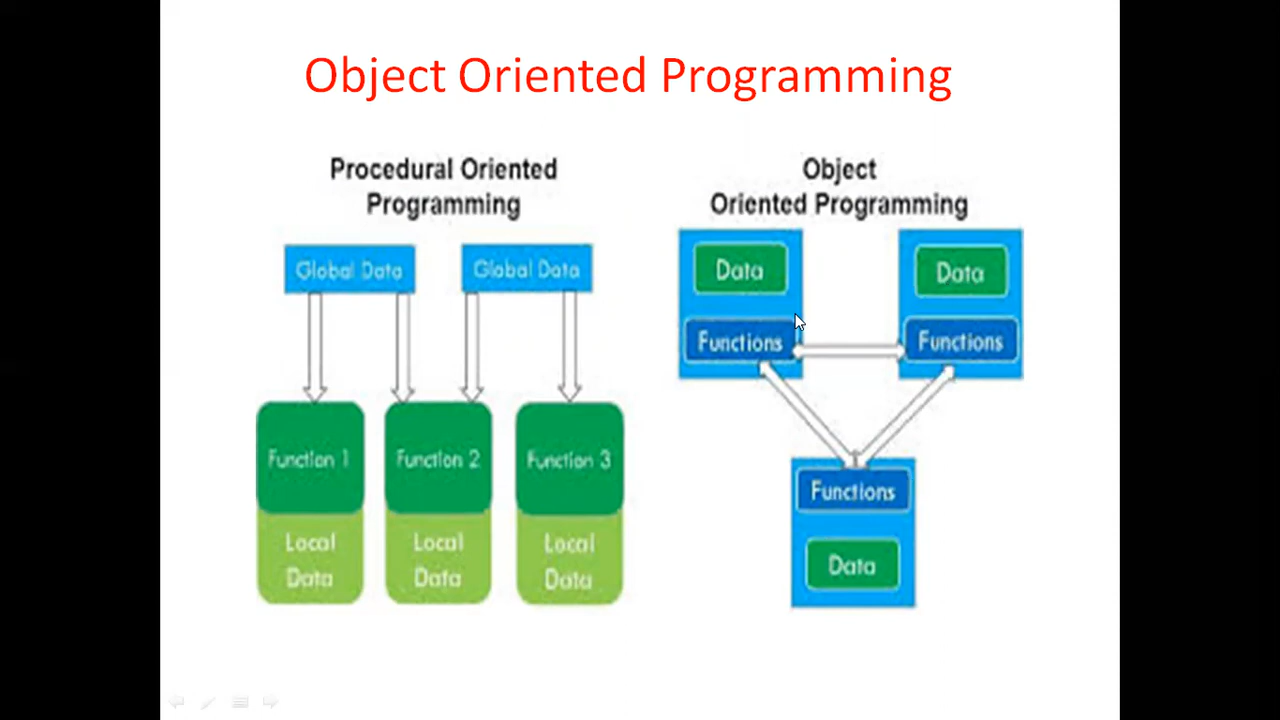 Object Oriented Programming
Procedural Oriented
Programming
Global Data
Global Data
Function 1
Local
Data
Function 2
Local
Data
Function 3
Local
Data
Object
Oriented Programming
Data
Functions
Data
Functions
Functions
Data